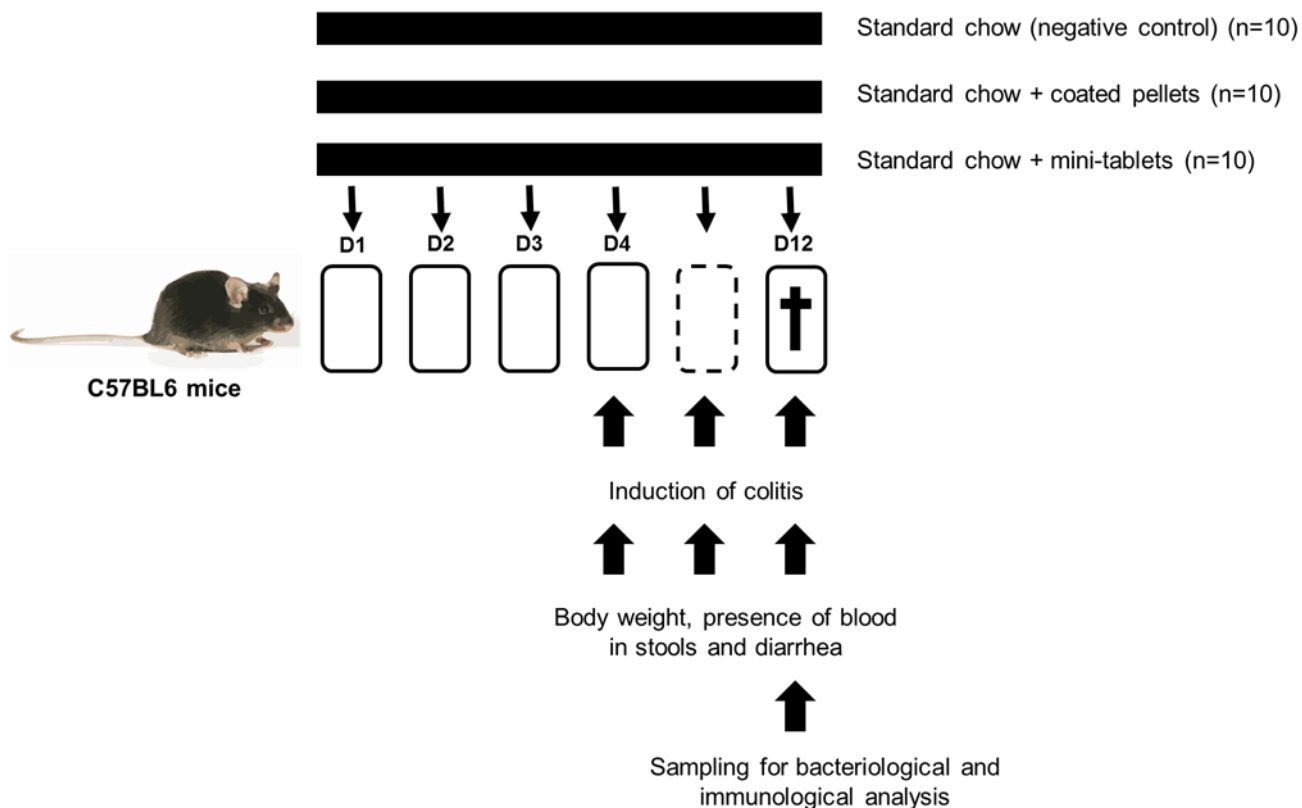 Standard chow (negative control) (n=10)
Standard chow + coated pellets (n=10)
Standard chow + mini-tablets (n=10)
D1 D2 D3 D4 D12
C57BL6 mice
Induction of colitis
Body weight, presence of blood
in stools and diarrhea
Sampling for bacteriological and
immunological analysis